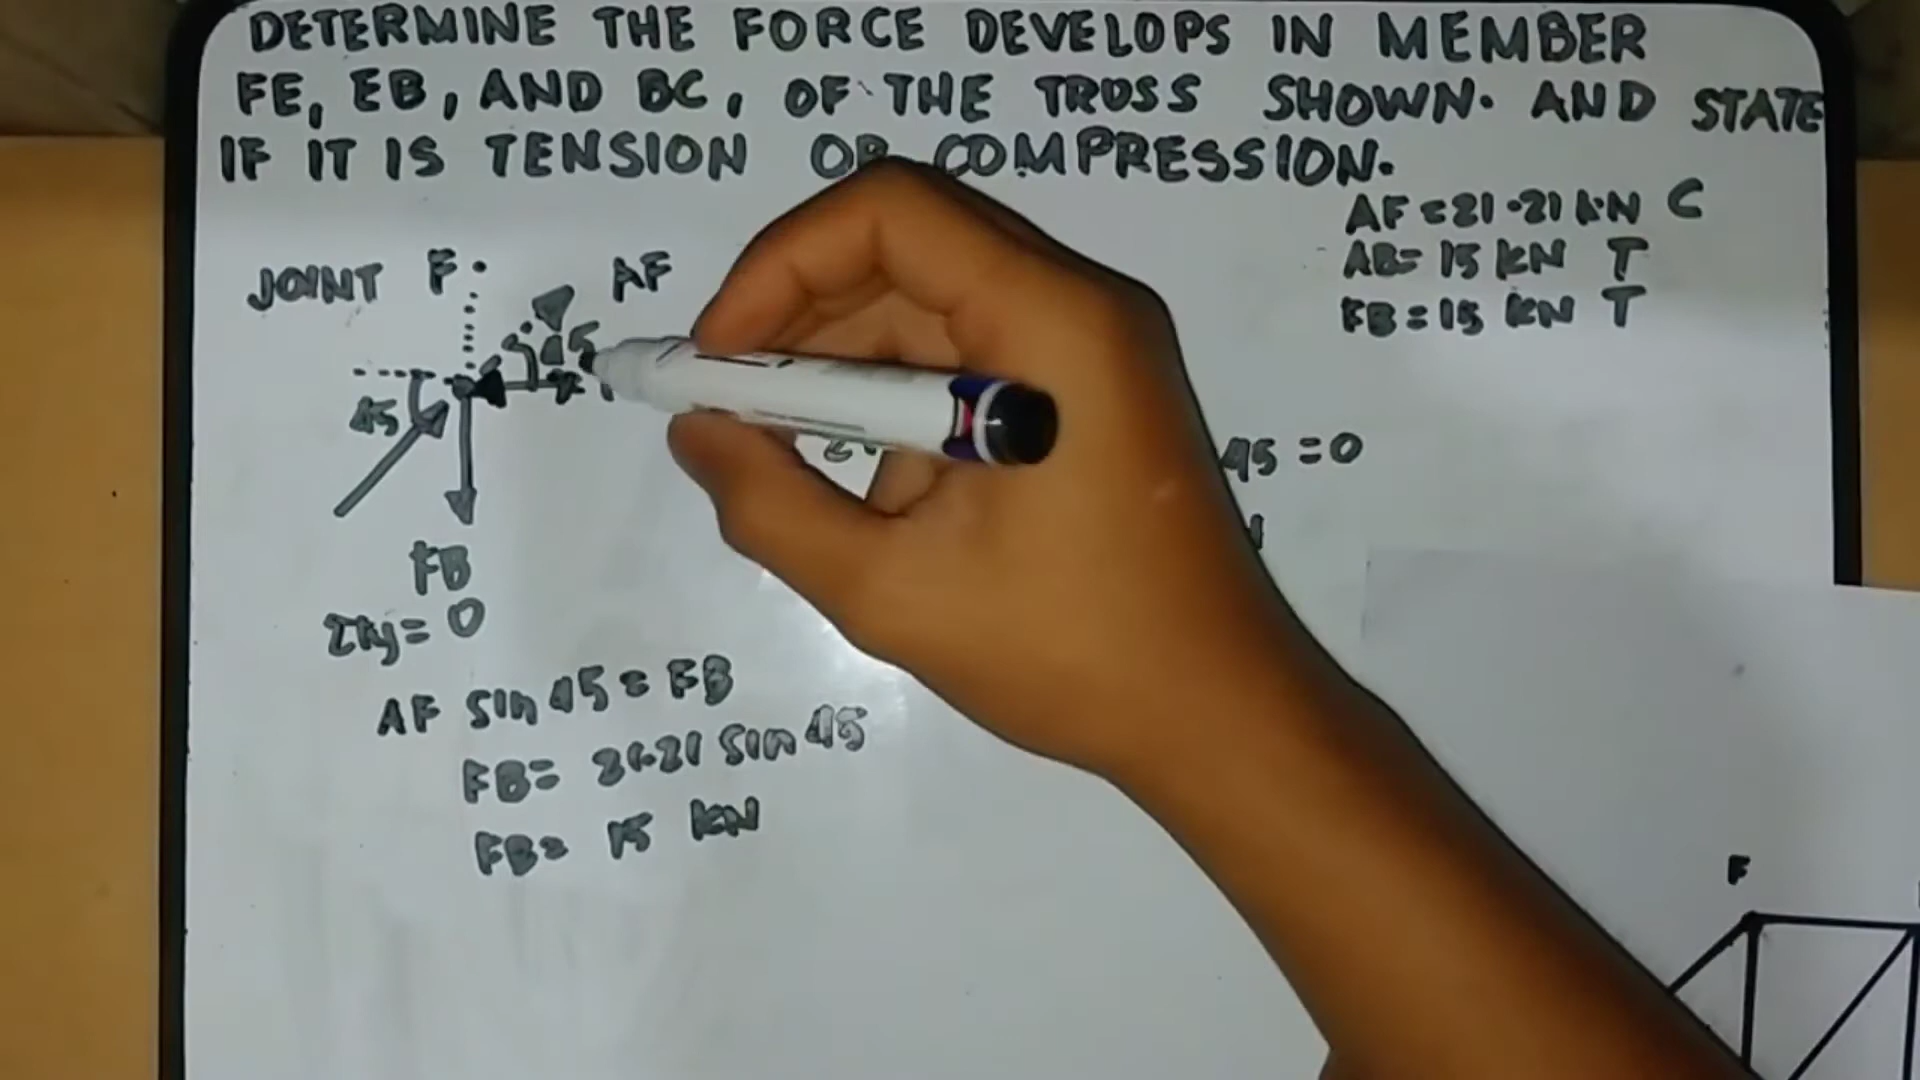 DETERMINE THE FORCE DEVELOPS IN MEMBER
FE, EB, AND BC, OF THE TRUSS SHOWN. AND STATE
IF IT IS TENSION OR COMPRESSION.
AF = 21.21 kN C
AB = 15 KN T
FB = 15 KN T
JOINT F.
AF
45
45
45 = 0
FB
Σfy = 0
AF sin 45 = FB
FB = 21.21 sin 45
FB = 15 KN
F